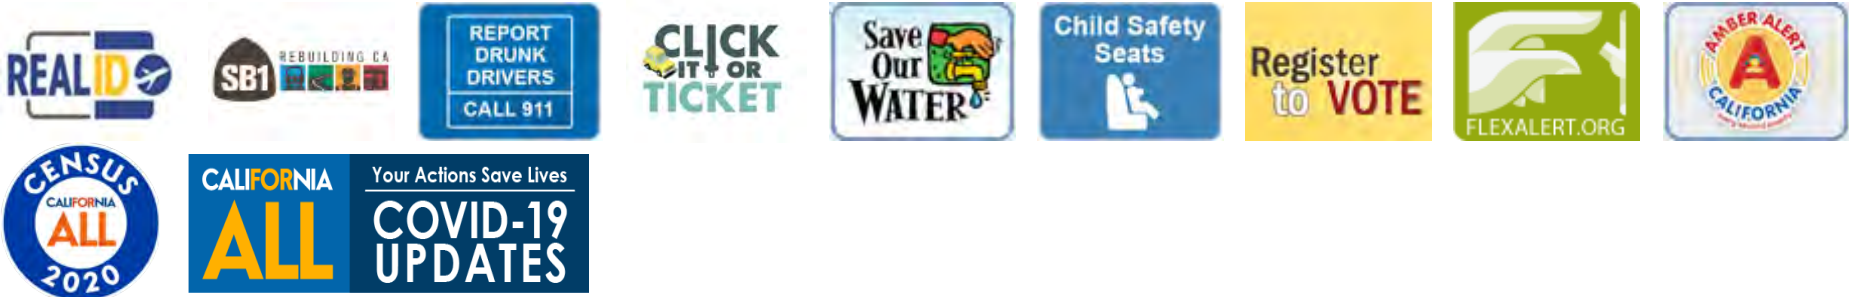 REAL ID
SB1
REBUILDING CA
REPORT
DRUNK
DRIVERS
CALL 911
CLICK
IT OR
TICKET
Save
Our
WATER
Child Safety
Seats
Register
to VOTE
FLEXALERT.ORG
AMBER ALERT
A
CALIFORNIA
CENSUS
CALIFORNIA
ALL
2020
CALIFORNIA
ALL
Your Actions Save Lives
COVID-19
UPDATES